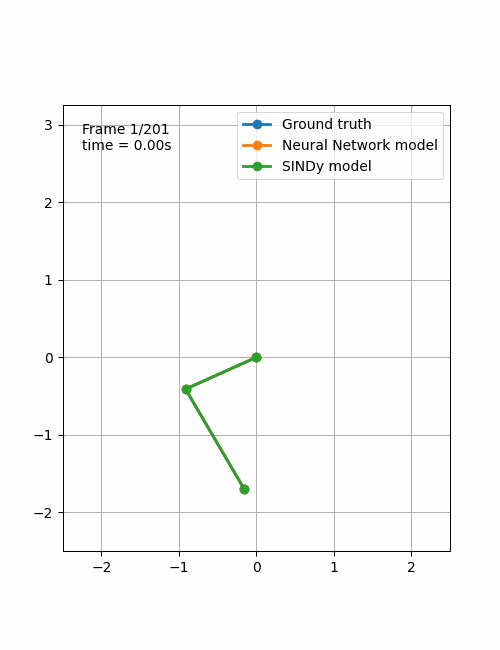 Frame 1/201
time = 0.00s
Ground truth
Neural Network model
SINDy model
3
2
1
0
−1
−2
−2
−1
0
1
2